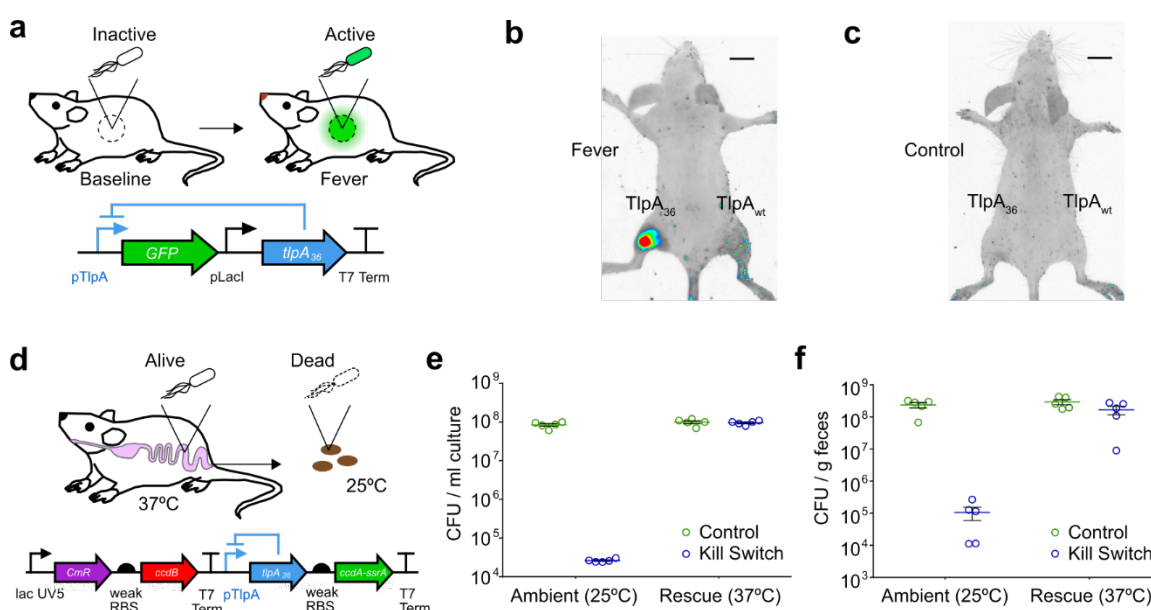 a
Inactive
Active
Baseline
Fever
GFP
tlpA36
pTlpA
pLacI
T7 Term
b
Fever
TlpA36
TlpAwt
c
Control
TlpA36
TlpAwt
d
Alive
Dead
37ºC
25ºC
CmR
ccdB
tlpA36
ccdA-ssrA
lac UV5
weak
RBS
T7
Term
pTlpA
weak
RBS
T7
Term
e
CFU / ml culture
10⁹
10⁸
10⁷
10⁶
10⁵
10⁴
Control
Kill Switch
Ambient (25ºC)
Rescue (37ºC)
f
CFU / g feces
10⁹
10⁸
10⁷
10⁶
10⁵
10⁴
10³
Control
Kill Switch
Ambient (25ºC)
Rescue (37ºC)